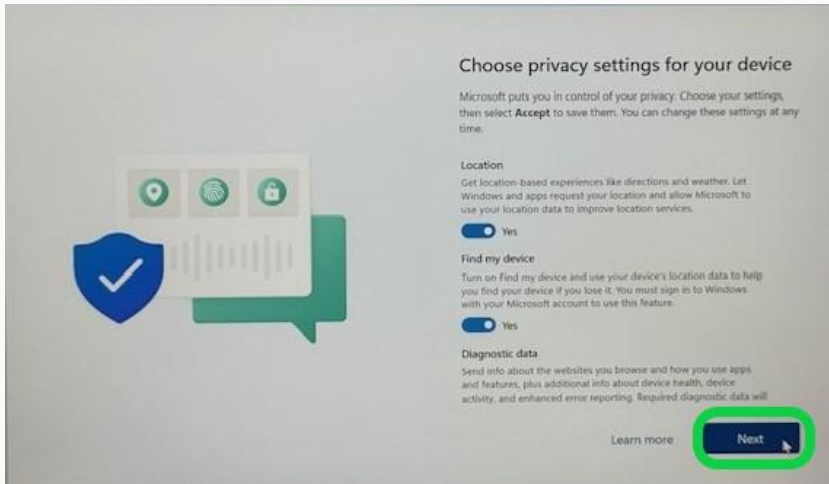 Choose privacy settings for your device
Microsoft puts you in control of your privacy. Choose your settings,
then select Accept to save them. You can change these settings at any
time.
Location
Get location-based experiences like directions and weather. Let
Windows and apps request your location and allow Microsoft to
use your location data to improve location services.
Yes
Find my device
Turn on Find my device and use your device's location data to help
you find your device if you lose it. You must sign in to Windows
with your Microsoft account to use this feature.
Yes
Diagnostic data
Send info about the websites you browse and how you use apps
and features, plus additional info about device health, device
activity, and enhanced error reporting. Required diagnostic data will
Learn more
Next